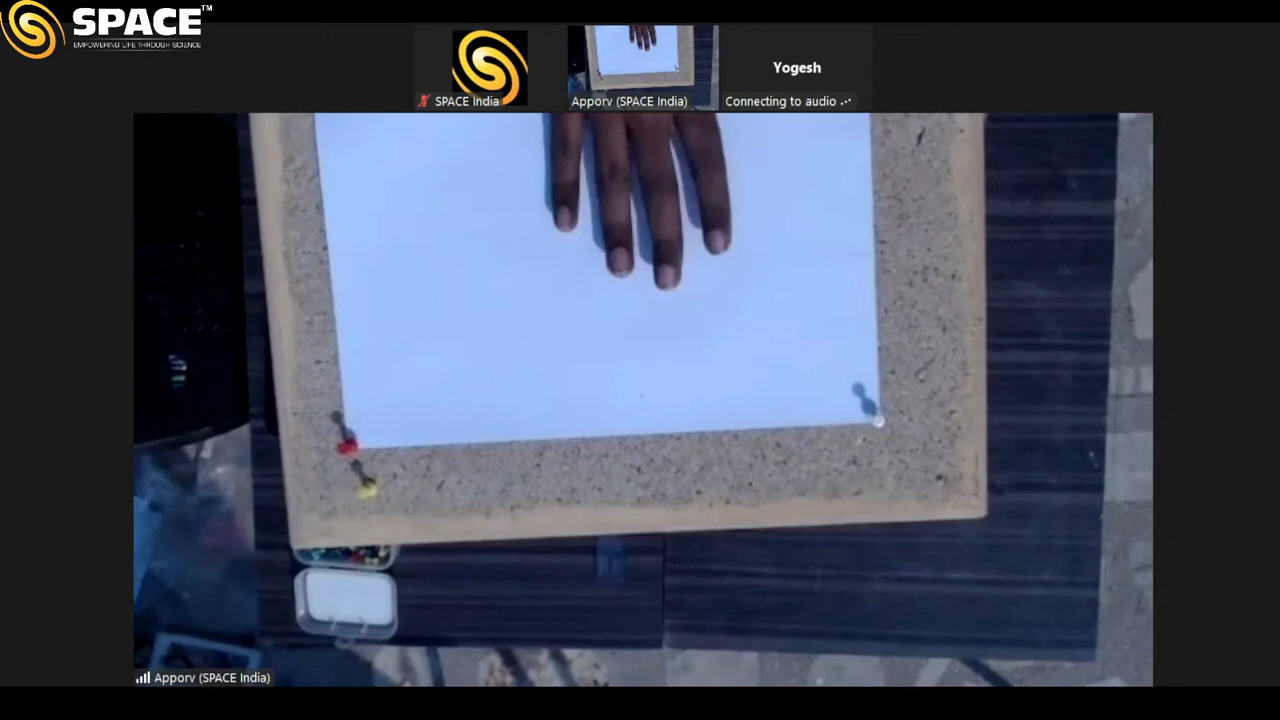 SPACE™
EMPOWERING LIFE THROUGH SCIENCE
SPACE India
Apporv (SPACE India)
Yogesh
Connecting to audio
Apporv (SPACE India)